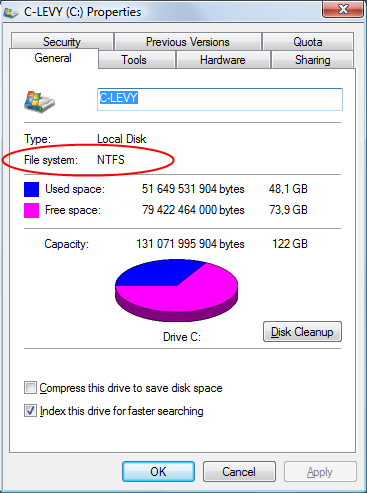 C-LEVY (C:) Properties
Security Previous Versions Quota
General Tools Hardware Sharing
C-LEVY
Type: Local Disk
File system: NTFS
Used space: 51 649 531 904 bytes 48,1 GB
Free space: 79 422 464 000 bytes 73,9 GB
Capacity: 131 071 995 904 bytes 122 GB
Drive C:
Disk Cleanup
Compress this drive to save disk space
Index this drive for faster searching
OK Cancel Apply